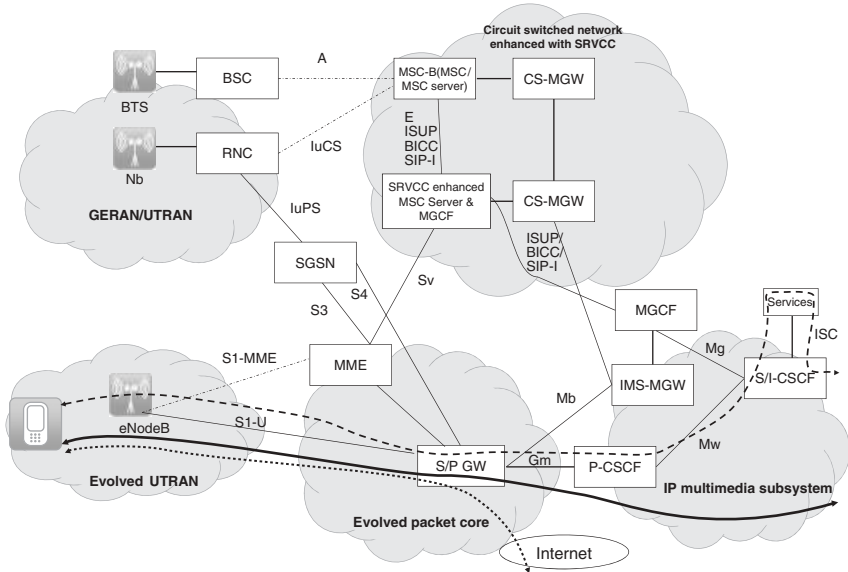 Circuit switched network
enhanced with SRVCC
A
BSC
MSC-B(MSC/
MSC server)
CS-MGW
BTS
E
ISUP
BICC
SIP-I
IuCS
RNC
Nb
SRVCC enhanced
MSC Server &
MGCF
CS-MGW
GERAN/UTRAN
IuPS
ISUP/
BICC/
SIP-I
SGSN
Sv
S4
S3
MGCF
Services
ISC
Mg
S1-MME
MME
IMS-MGW
S/I-CSCF
Mb
S1-U
eNodeB
Mw
Gm
S/P GW
P-CSCF
Evolved UTRAN
IP multimedia subsystem
Evolved packet core
Internet